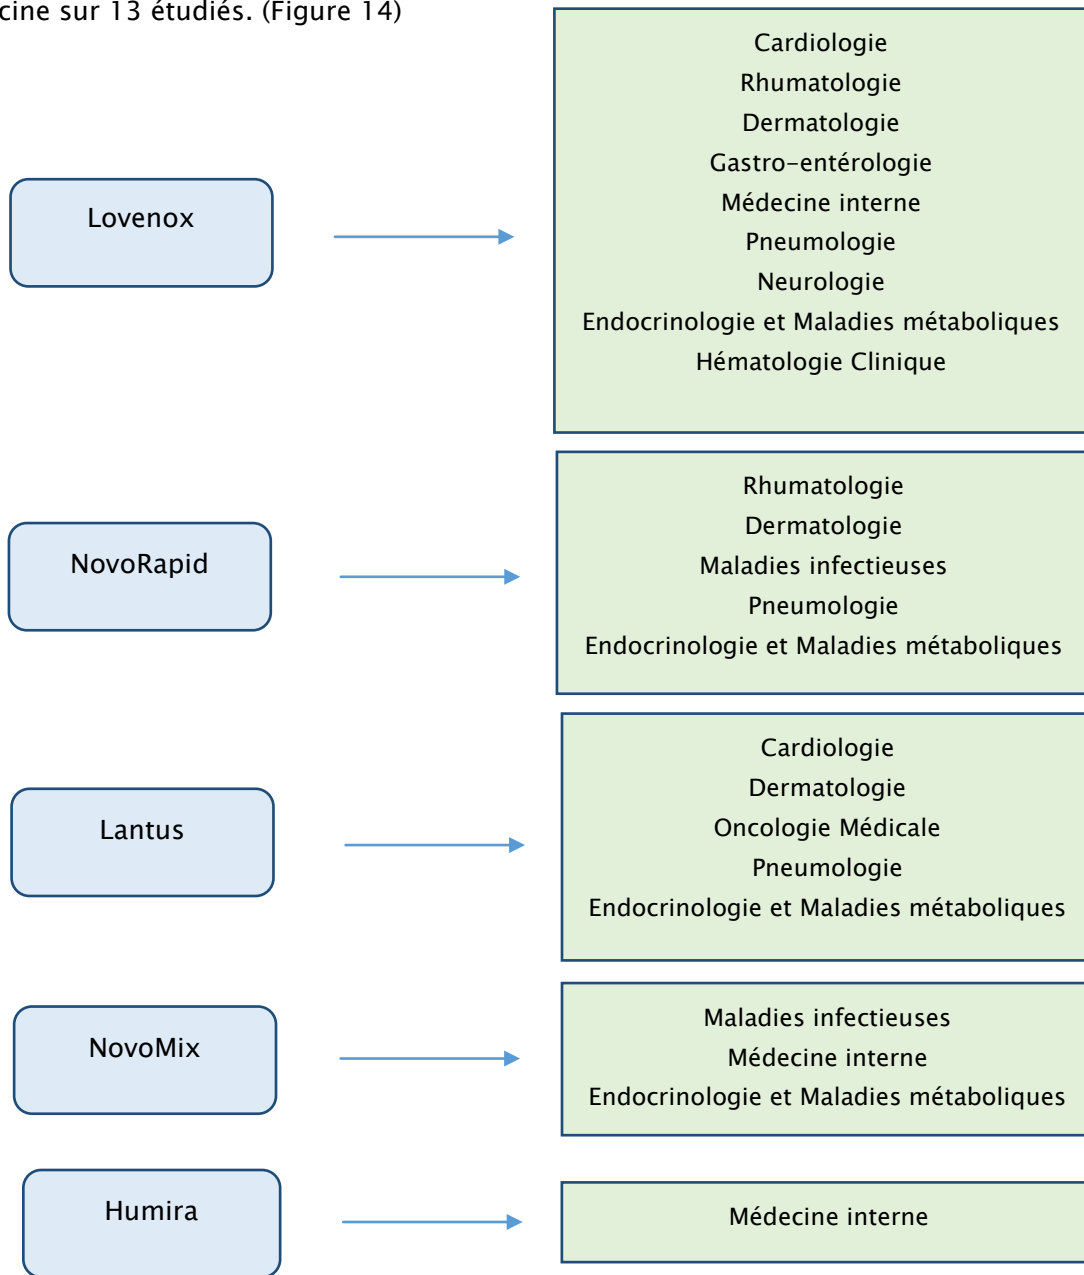 cine sur 13 étudiés. (Figure 14)
Lovenox
Cardiologie
Rhumatologie
Dermatologie
Gastro-entérologie
Médecine interne
Pneumologie
Neurologie
Endocrinologie et Maladies métaboliques
Hématologie Clinique
NovoRapid
Rhumatologie
Dermatologie
Maladies infectieuses
Pneumologie
Endocrinologie et Maladies métaboliques
Lantus
Cardiologie
Dermatologie
Oncologie Médicale
Pneumologie
Endocrinologie et Maladies métaboliques
NovoMix
Maladies infectieuses
Médecine interne
Endocrinologie et Maladies métaboliques
Humira
Médecine interne